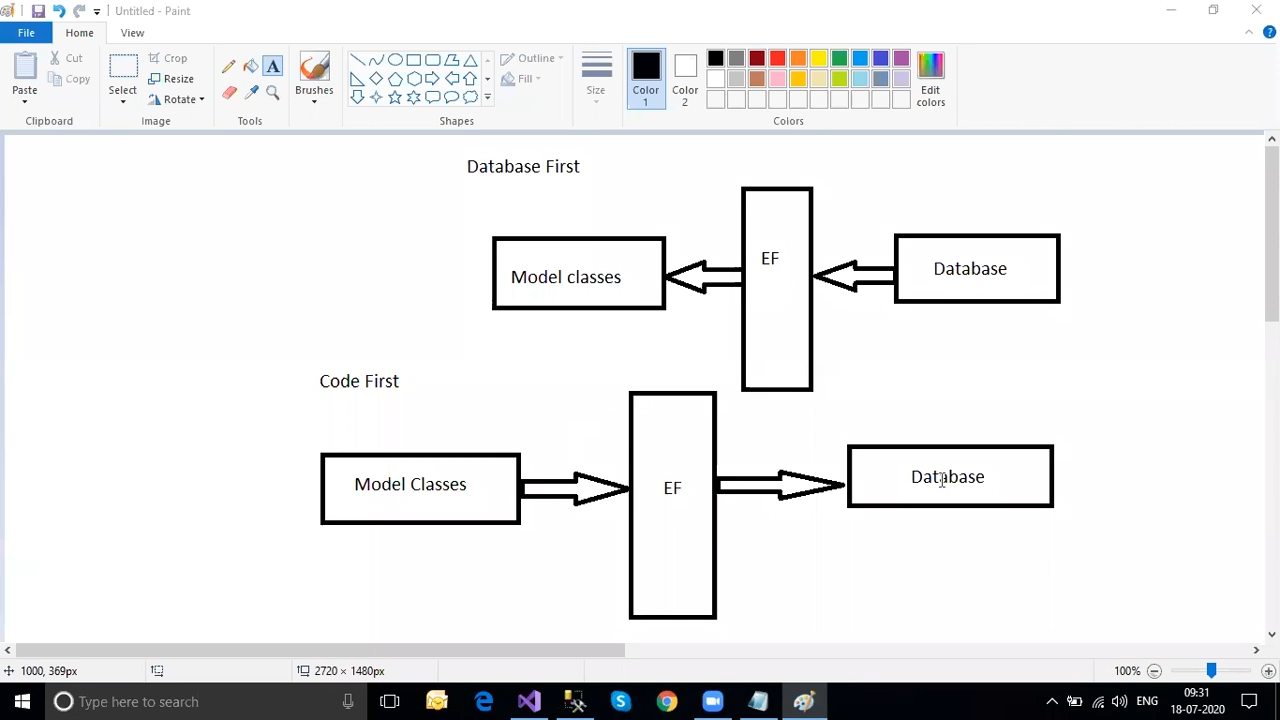 Untitled - Paint
File
Home
View
Paste
Cut
Copy
Clipboard
Select
Crop
Resize
Rotate
Image
A
Tools
Brushes
Outline
Fill
Shapes
Size
Color 1
Color 2
Edit colors
Colors
Database First
Model classes
EF
Database
Code First
Model Classes
EF
Database
1000, 369px
2720 × 1480px
100%
Type here to search
ENG
09:31
18-07-2020